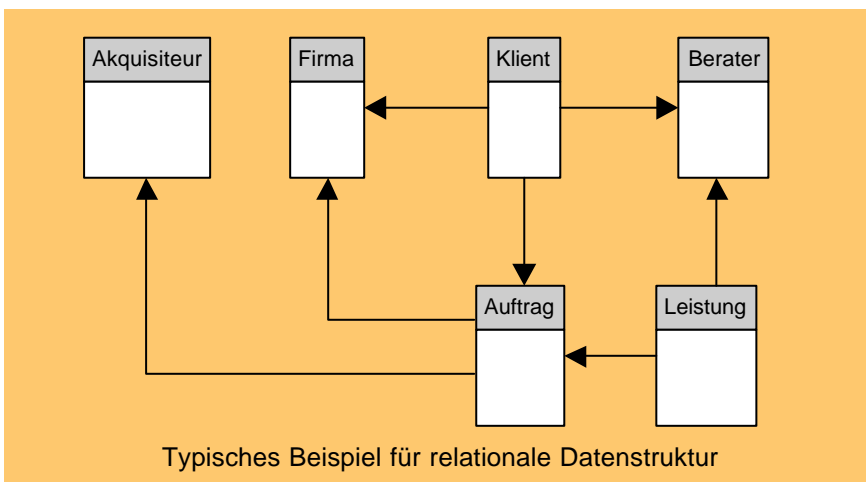 Akquisiteur
Firma
Klient
Berater
Auftrag
Leistung
Typisches Beispiel für relationale Datenstruktur